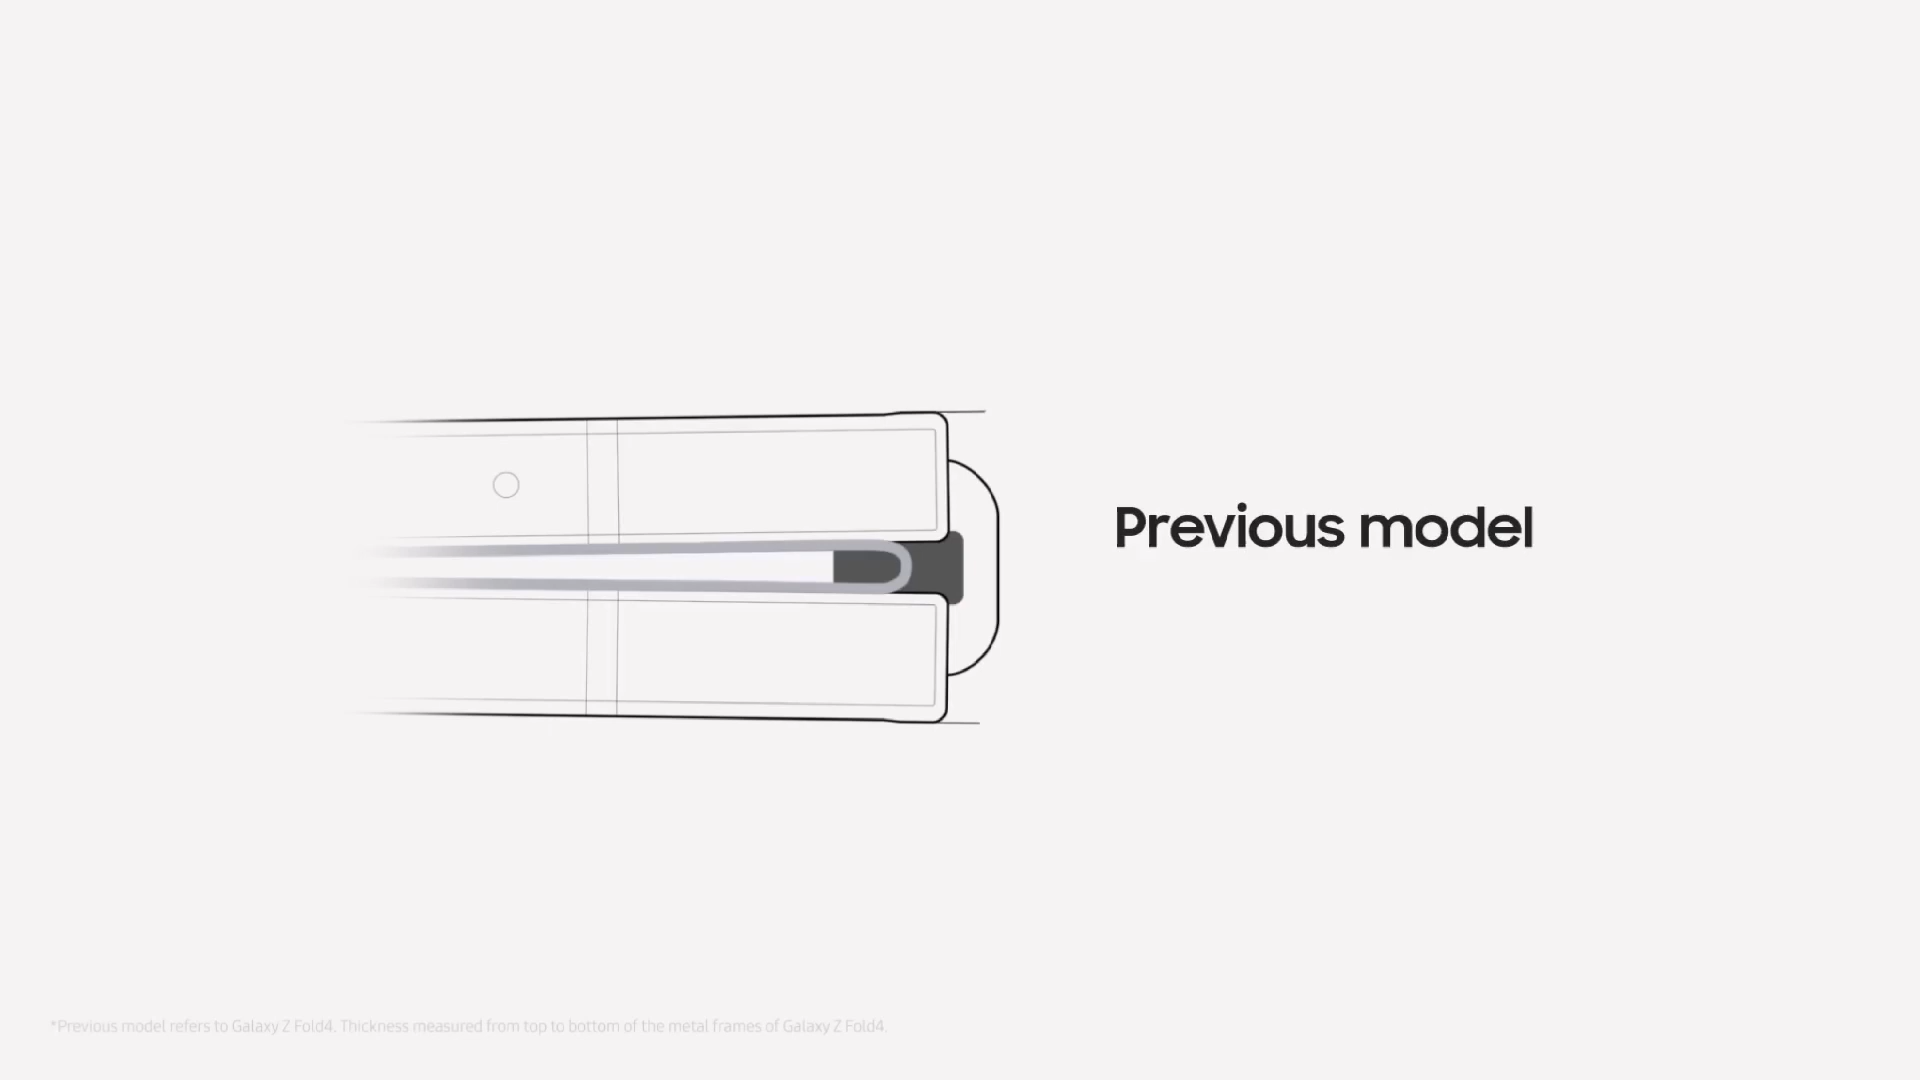 Previous model
*Previous model refers to Galaxy Z Fold4. Thickness measured from top to bottom of the metal frames of Galaxy Z Fold4.